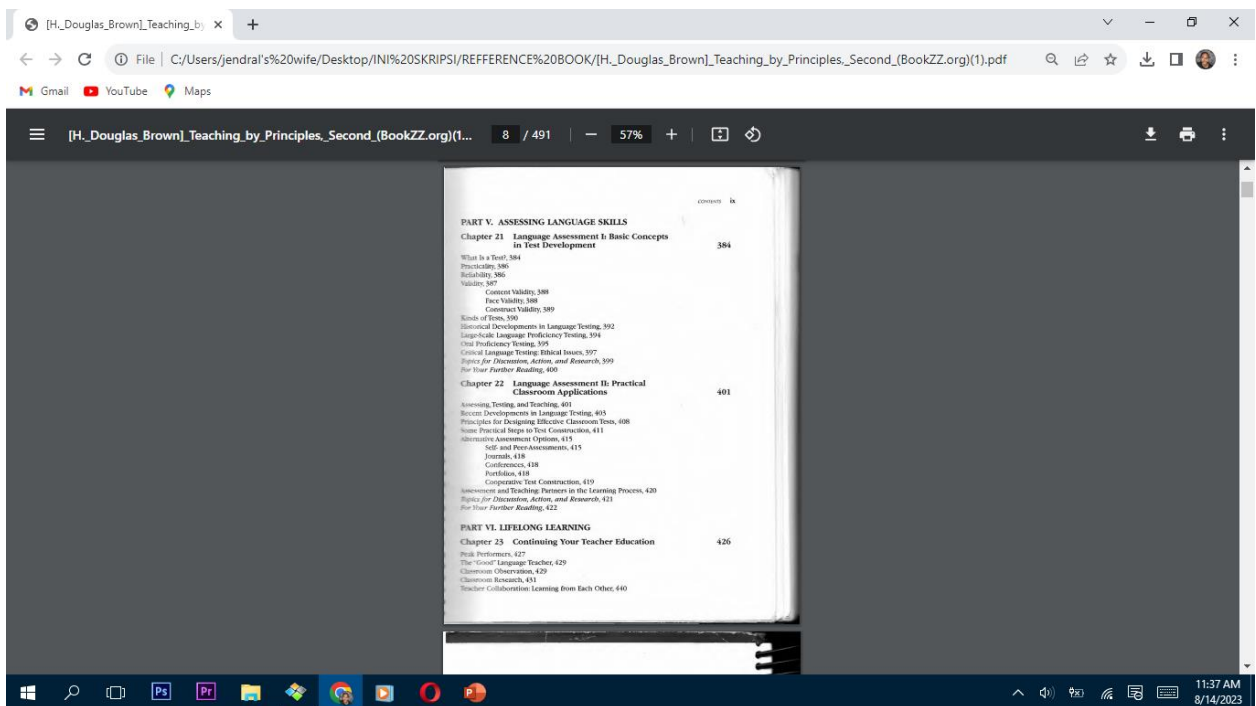 [H._Douglas_Brown]_Teaching_by
File | C:/Users/jendral's%20wife/Desktop/INI%20SKRIPSI/REFFERENCE%20BOOK/[H._Douglas_Brown]_Teaching_by_Principles,_Second_(BookZZ.org)(1).pdf
Gmail YouTube Maps
[H._Douglas_Brown]_Teaching_by_Principles,_Second_(BookZZ.org)(1... 8 / 491 | — 57% + |
contents ix
PART V. ASSESSING LANGUAGE SKILLS
Chapter 21 Language Assessment I: Basic Concepts
in Test Development 384
What Is a Test?, 384
Practicality, 386
Reliability, 386
Validity, 387
Content Validity, 388
Face Validity, 388
Construct Validity, 389
Kinds of Tests, 390
Historical Developments in Language Testing, 392
Large-Scale Language Proficiency Testing, 394
Oral Proficiency Testing, 395
Critical Language Testing: Ethical Issues, 397
Topics for Discussion, Action, and Research, 399
For Your Further Reading, 400
Chapter 22 Language Assessment II: Practical
Classroom Applications 401
Assessing, Testing, and Teaching, 401
Recent Developments in Language Testing, 403
Principles for Designing Effective Classroom Tests, 408
Some Practical Steps to Test Construction, 411
Alternative Assessment Options, 415
Self- and Peer-Assessments, 415
Journals, 418
Conferences, 418
Portfolios, 418
Cooperative Test Construction, 419
Assessment and Teaching: Partners in the Learning Process, 420
Topics for Discussion, Action, and Research, 421
For Your Further Reading, 422
PART VI. LIFELONG LEARNING
Chapter 23 Continuing Your Teacher Education 426
Peak Performers, 427
The "Good" Language Teacher, 429
Classroom Observation, 429
Classroom Research, 431
Teacher Collaboration: Learning from Each Other, 440
Ps Pr
11:37 AM
8/14/2023